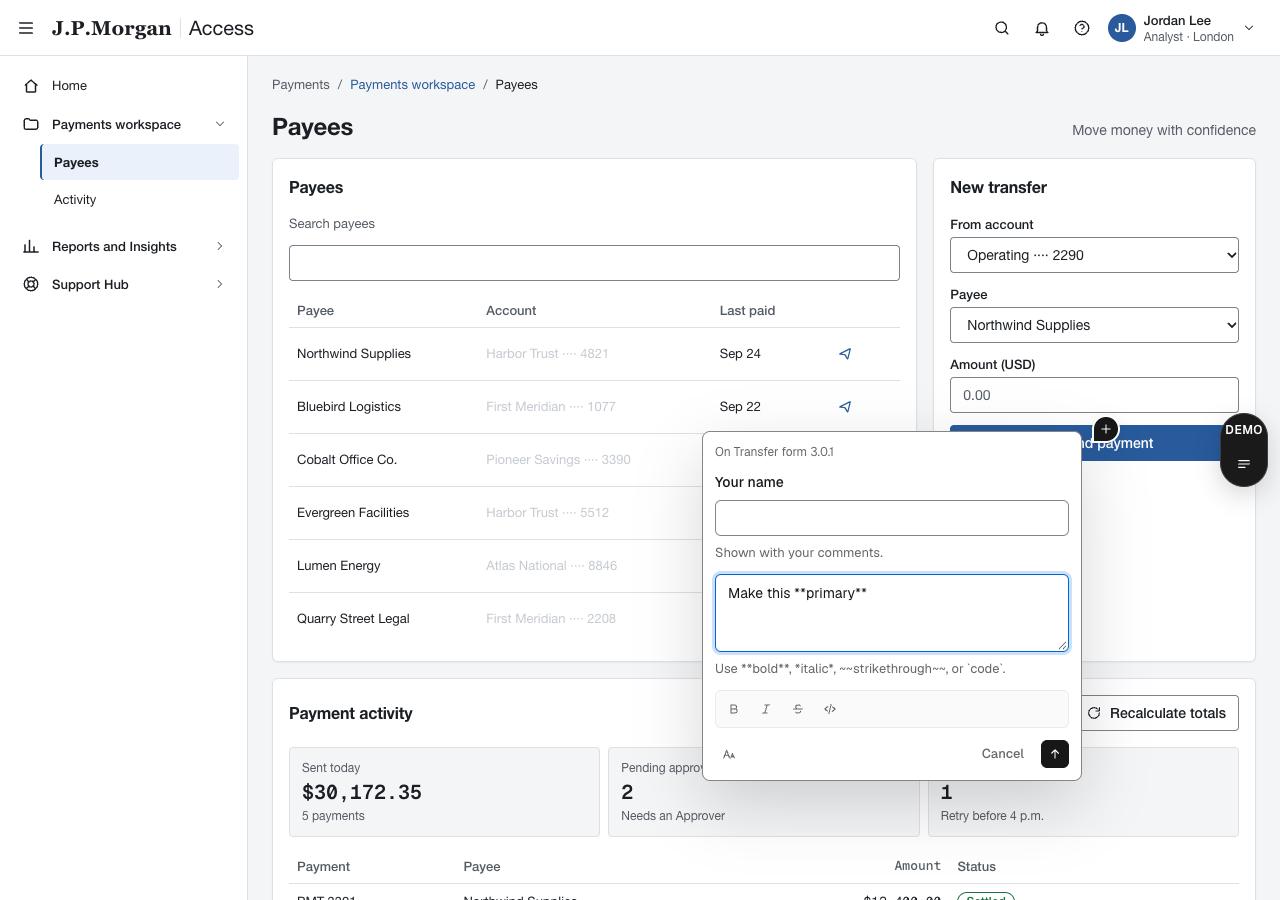 J.P.Morgan Access
JL
Jordan Lee
Analyst · London
Home
Payments workspace
Payees
Activity
Reports and Insights
Support Hub
Payments / Payments workspace / Payees
Payees
Move money with confidence
Payees
Search payees
Payee Account Last paid
Northwind Supplies Harbor Trust ···· 4821 Sep 24
Bluebird Logistics First Meridian ···· 1077 Sep 22
Cobalt Office Co. Pioneer Savings ···· 3390
Evergreen Facilities Harbor Trust ···· 5512
Lumen Energy Atlas National ···· 8846
Quarry Street Legal First Meridian ···· 2208
New transfer
From account
Operating ···· 2290
Payee
Northwind Supplies
Amount (USD)
0.00
payment
DEMO
On Transfer form 3.0.1
Your name
Shown with your comments.
Make this **primary**
Use **bold**, *italic*, ~~strikethrough~~, or `code`.
B I S </>
AA Cancel
Payment activity
Recalculate totals
Sent today
$30,172.35
5 payments
Pending
2
Needs an Approver
1
Retry before 4 p.m.
Payment Payee Amount Status
Northwind Supplies